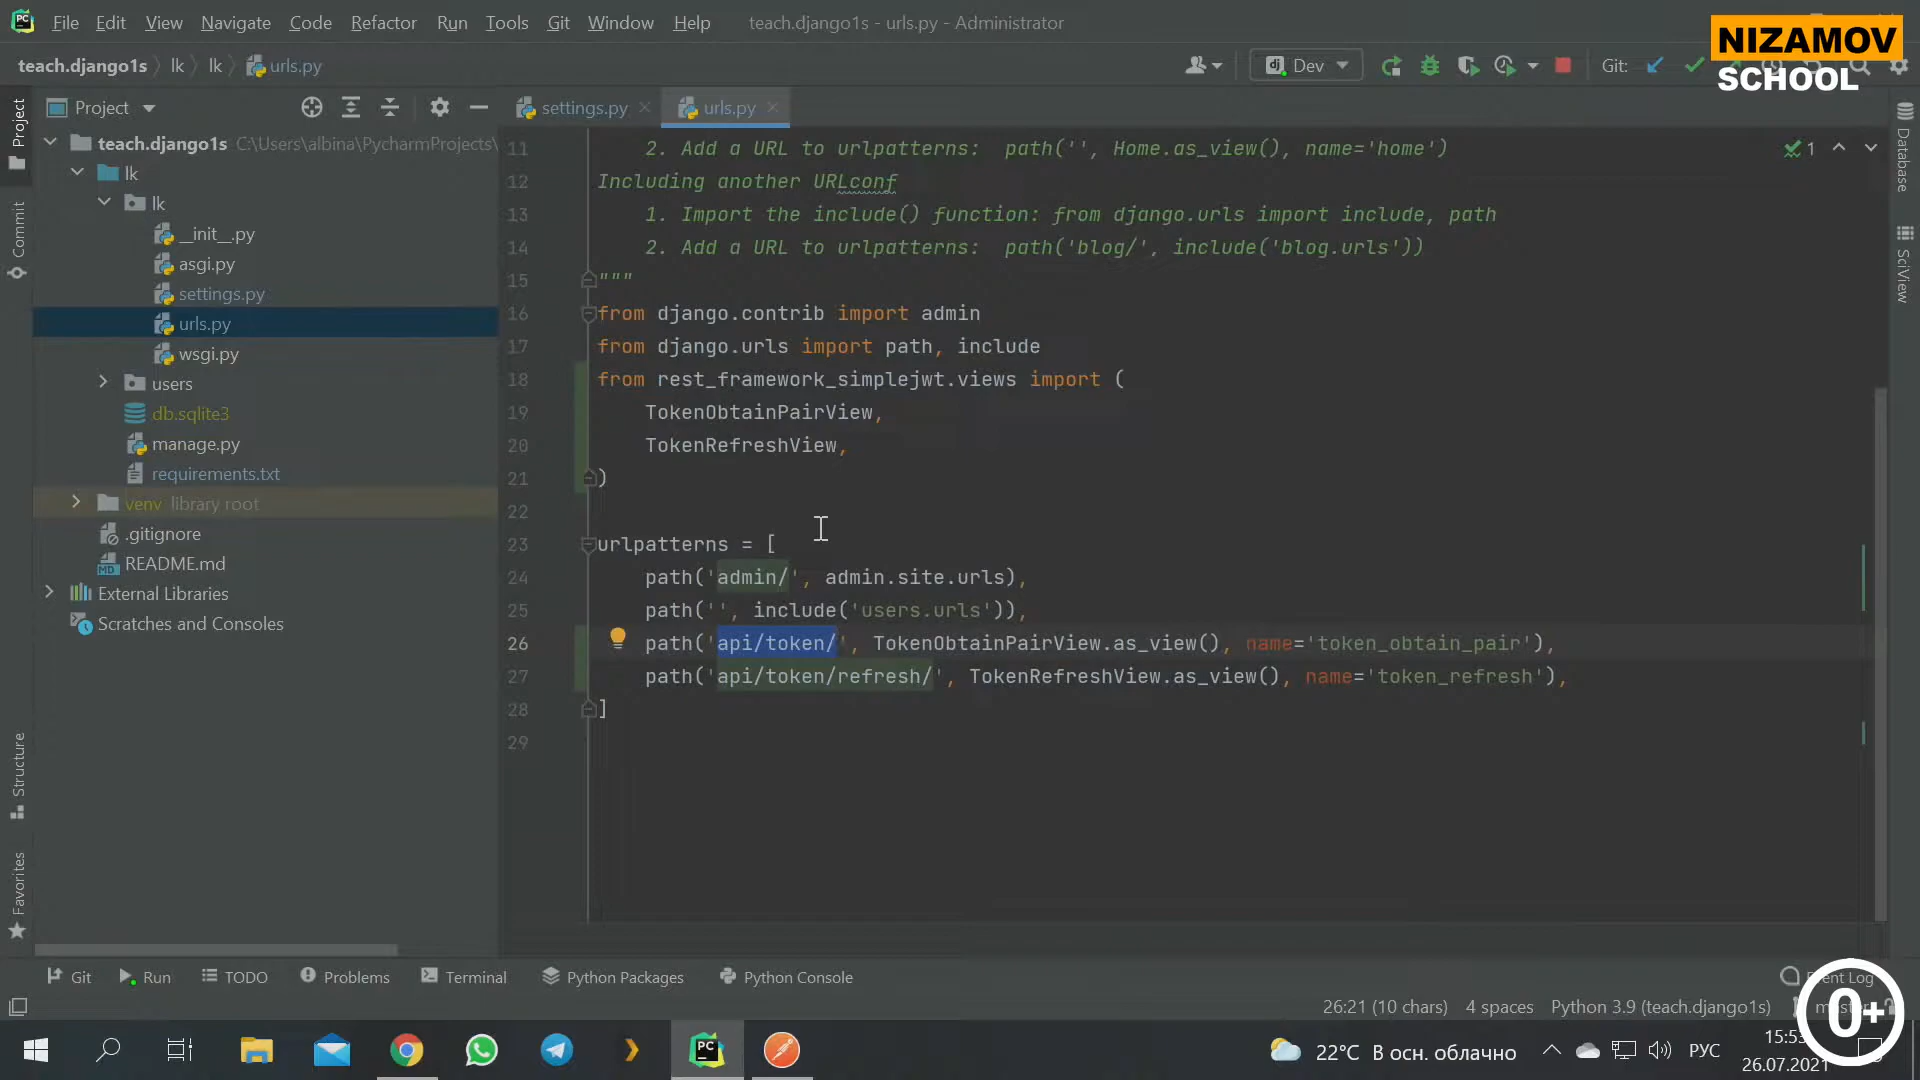 File Edit View Navigate Code Refactor Run Tools Git Window Help teach.django1s - urls.py - Administrator
NIZAMOV
SCHOOL
teach.django1s lk lk urls.py Dev Git:
Project settings.py urls.py
teach.django1s C:\Users\albina\PycharmProjects\
lk
lk
__init__.py
asgi.py
settings.py
urls.py
wsgi.py
users
db.sqlite3
manage.py
requirements.txt
venv library root
.gitignore
README.md
External Libraries
Scratches and Consoles
11 2. Add a URL to urlpatterns: path('', Home.as_view(), name='home')
12 Including another URLconf
13 1. Import the include() function: from django.urls import include, path
14 2. Add a URL to urlpatterns: path('blog/', include('blog.urls'))
15 """
16 from django.contrib import admin
17 from django.urls import path, include
18 from rest_framework_simplejwt.views import (
19 TokenObtainPairView,
20 TokenRefreshView,
21 )
22
23 urlpatterns = [
24 path('admin/', admin.site.urls),
25 path('', include('users.urls')),
26 path('api/token/', TokenObtainPairView.as_view(), name='token_obtain_pair'),
27 path('api/token/refresh/', TokenRefreshView.as_view(), name='token_refresh'),
28 ]
29
1
Project
Commit
Structure
Favorites
Database
SciView
Git Run TODO Problems Terminal Python Packages Python Console Event Log
26:21 (10 chars) 4 spaces Python 3.9 (teach.django1s)
0+
22°C В осн. облачно РУС
26.07.2021